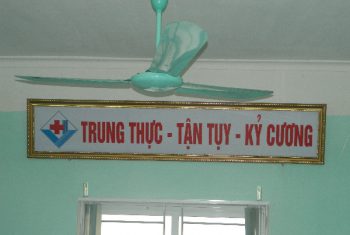 TRUNG THỰC - TẬN TỤY - KỶ CƯƠNG